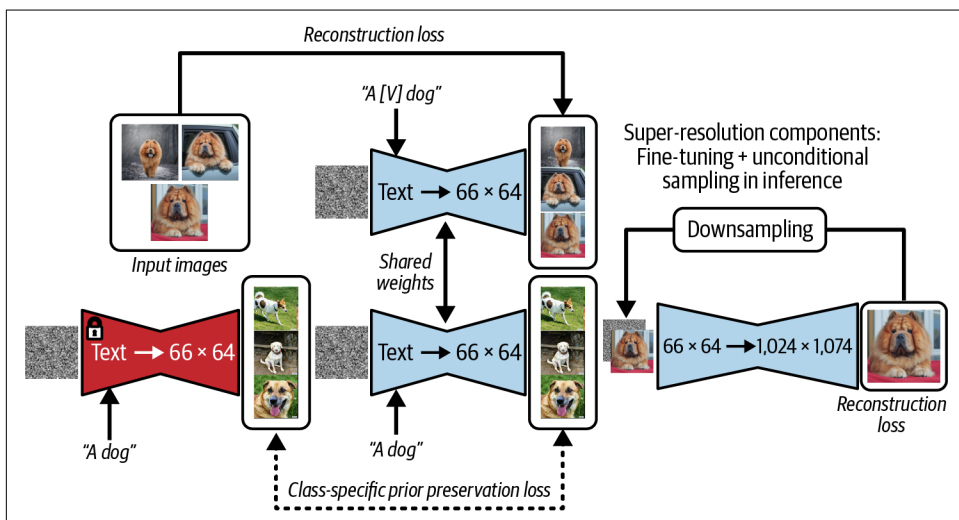 Reconstruction loss
"A [V] dog"
Super-resolution components:
Fine-tuning + unconditional
sampling in inference
Text → 66 × 64
Downsampling
Input images
Shared
weights
Text → 66 × 64
Text → 66 × 64
66 × 64 → 1,024 × 1,074
Reconstruction
loss
"A dog"
"A dog"
Class-specific prior preservation loss